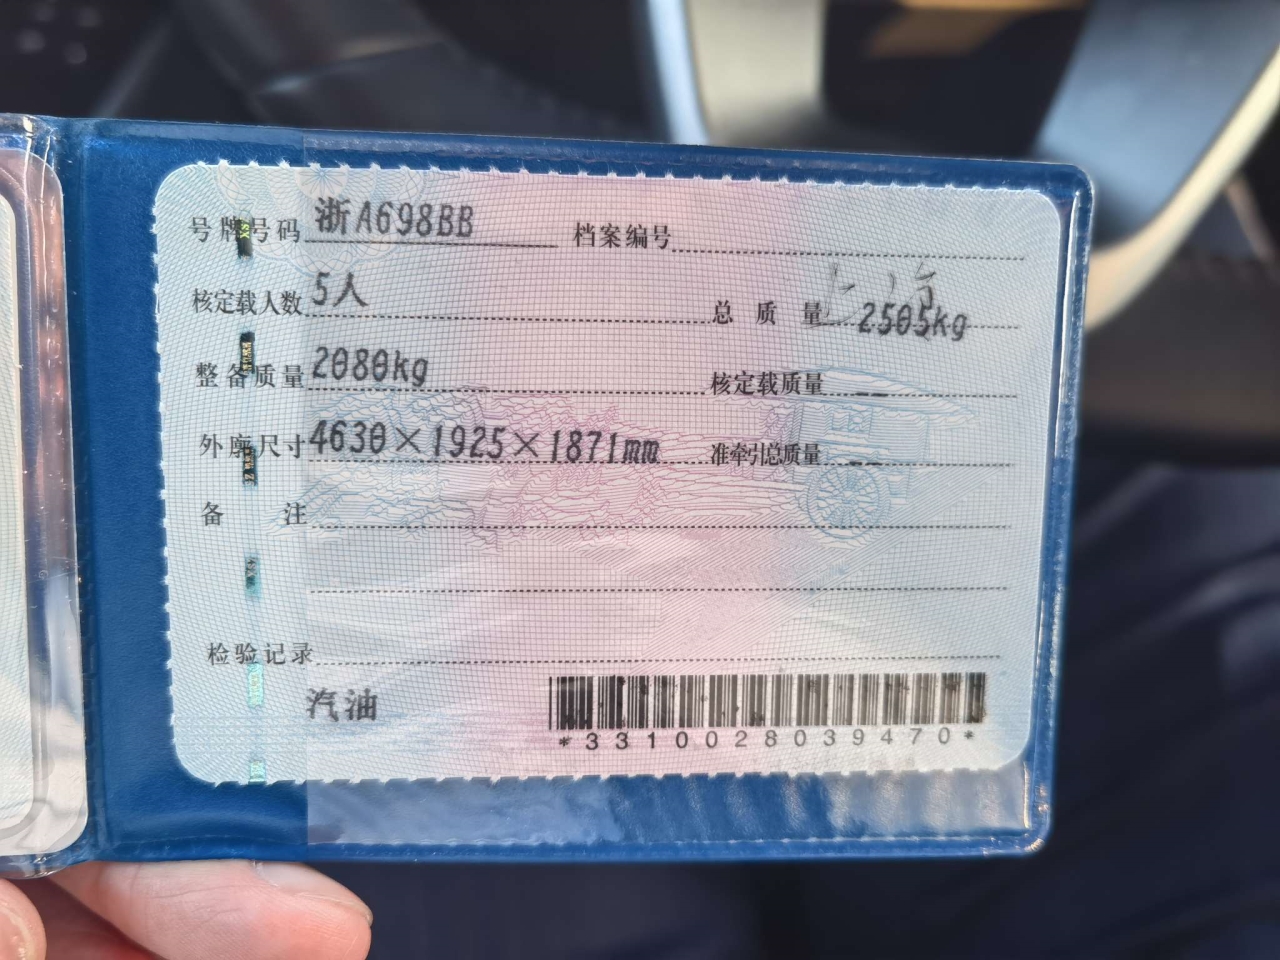 号牌号码 浙A698BB 档案编号
核定载人数 5人 总质量 2505kg
整备质量 2080kg 核定载质量 --
外廓尺寸 4630×1925×1871mm 准牵引总质量 --
备注
检验记录
汽油
*3310028039470*